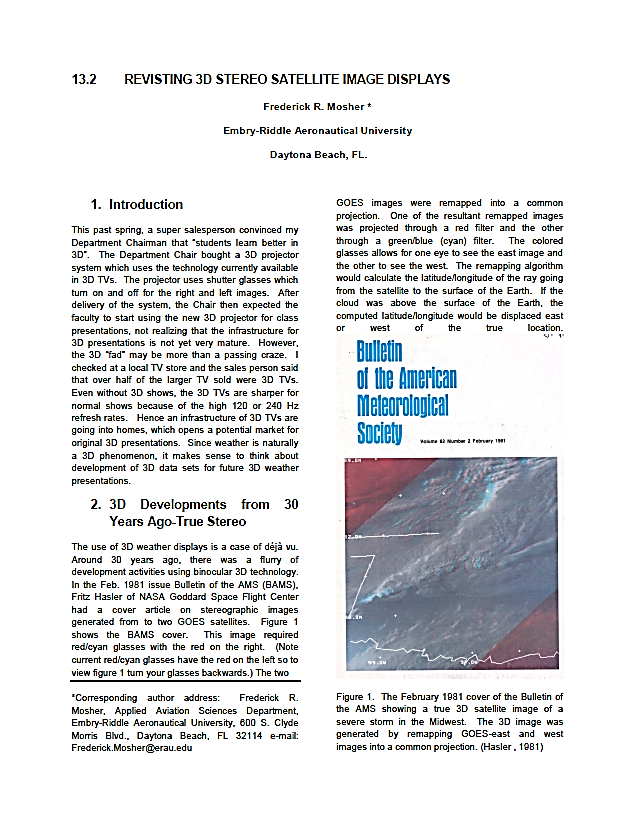 13.2 REVISTING 3D STEREO SATELLITE IMAGE DISPLAYS
Frederick R. Mosher *
Embry-Riddle Aeronautical University
Daytona Beach, FL.
1. Introduction
This past spring, a super salesperson convinced my
Department Chairman that "students learn better in
3D". The Department Chair bought a 3D projector
system which uses the technology currently available
in 3D TVs. The projector uses shutter glasses which
turn on and off for the right and left images. After
delivery of the system, the Chair then expected the
faculty to start using the new 3D projector for class
presentations, not realizing that the infrastructure for
3D presentations is not yet very mature. However,
the 3D "fad" may be more than a passing craze. I
checked at a local TV store and the sales person said
that over half of the larger TV sold were 3D TVs.
Even without 3D shows, the 3D TVs are sharper for
normal shows because of the high 120 or 240 Hz
refresh rates. Hence an infrastructure of 3D TVs are
going into homes, which opens a potential market for
original 3D presentations. Since weather is naturally
a 3D phenomenon, it makes sense to think about
development of 3D data sets for future 3D weather
presentations.
2. 3D Developments from 30
Years Ago-True Stereo
The use of 3D weather displays is a case of déjà vu.
Around 30 years ago, there was a flurry of
development activities using binocular 3D technology.
In the Feb. 1981 issue Bulletin of the AMS (BAMS),
Fritz Hasler of NASA Goddard Space Flight Center
had a cover article on stereographic images
generated from to two GOES satellites. Figure 1
shows the BAMS cover. This image required
red/cyan glasses with the red on the right. (Note
current red/cyan glasses have the red on the left so to
view figure 1 turn your glasses backwards.) The two
*Corresponding author address: Frederick R.
Mosher, Applied Aviation Sciences Department,
Embry-Riddle Aeronautical University, 600 S. Clyde
Morris Blvd., Daytona Beach, FL 32114 e-mail:
Frederick.Mosher@erau.edu
GOES images were remapped into a common
projection. One of the resultant remapped images
was projected through a red filter and the other
through a green/blue (cyan) filter. The colored
glasses allows for one eye to see the east image and
the other to see the west. The remapping algorithm
would calculate the latitude/longitude of the ray going
from the satellite to the surface of the Earth. If the
cloud was above the surface of the Earth, the
computed latitude/longitude would be displaced east
or west of the true location.
Bulletin
of the American
Meteorological
Society
Volume 62 Number 2 February 1981
Figure 1. The February 1981 cover of the Bulletin of
the AMS showing a true 3D satellite image of a
severe storm in the Midwest. The 3D image was
generated by remapping GOES-east and west
images into a common projection. (Hasler , 1981)